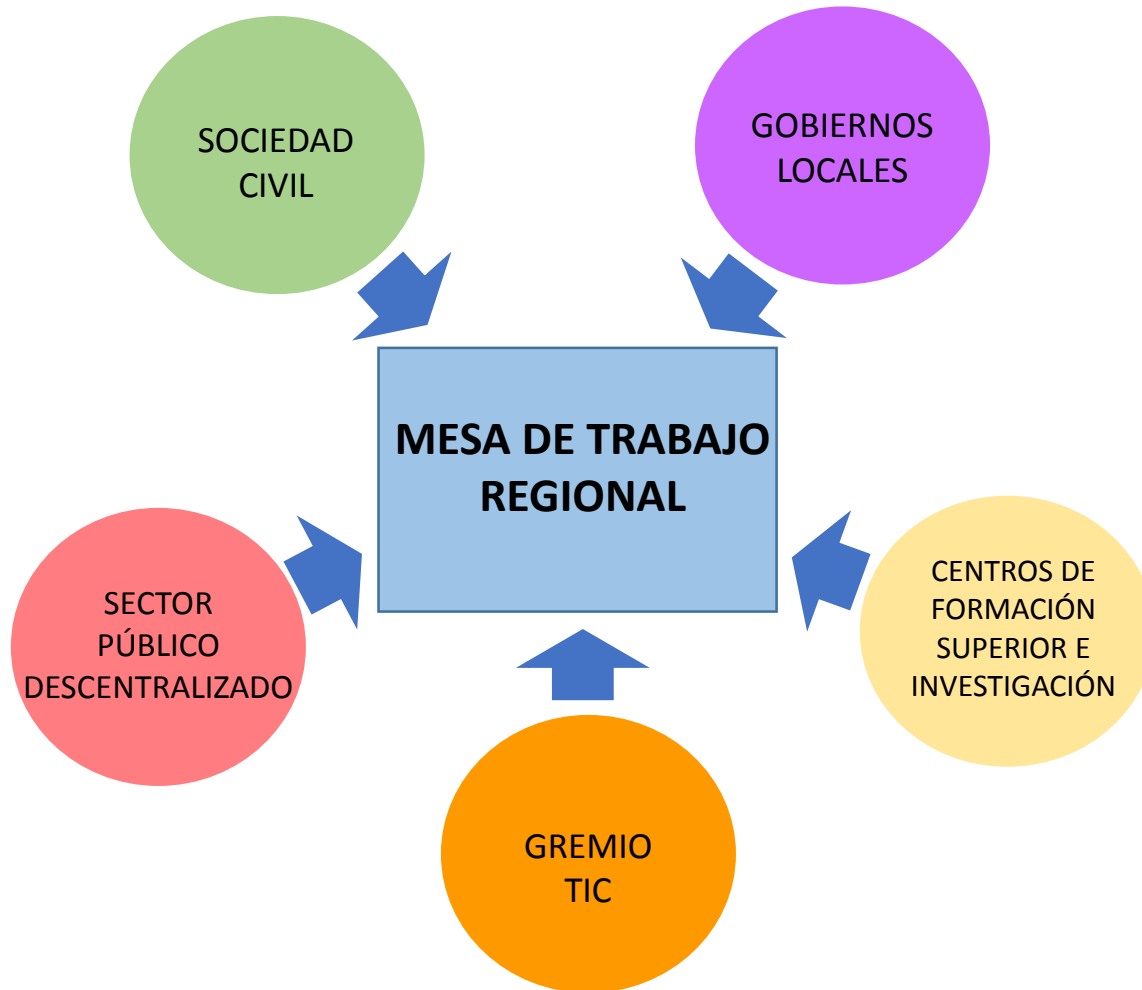 SOCIEDAD
CIVIL
GOBIERNOS
LOCALES
MESA DE TRABAJO
REGIONAL
SECTOR
PÚBLICO
DESCENTRALIZADO
CENTROS DE
FORMACIÓN
SUPERIOR E
INVESTIGACIÓN
GREMIO
TIC